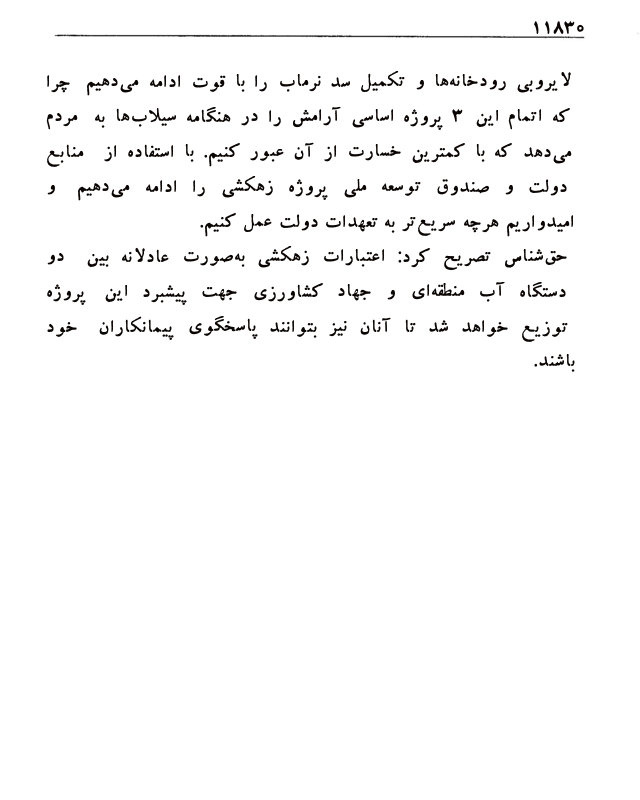 ۱۱۸۳۰
لایروبی رودخانه‌ها و تکمیل سد نرماب را با قوت ادامه می‌دهیم چرا
که اتمام این ۳ پروژه اساسی آرامش را در هنگامه سیلاب‌ها به مردم
می‌دهد که با کمترین خسارت از آن عبور کنیم. با استفاده از منابع
دولت و صندوق توسعه ملی پروژه زهکشی را ادامه می‌دهیم و
امیدواریم هرچه سریع‌تر به تعهدات دولت عمل کنیم.
حق‌شناس تصریح کرد: اعتبارات زهکشی به‌صورت عادلانه بین دو
دستگاه آب منطقه‌ای و جهاد کشاورزی جهت پیشبرد این پروژه
توزیع خواهد شد تا آنان نیز بتوانند پاسخگوی پیمانکاران خود
باشند.